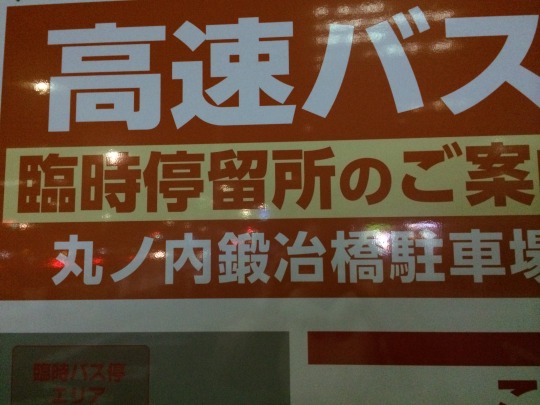 高速バス
臨時停留所のご案
丸ノ内鍛冶橋駐車場
臨時バス停
エリア